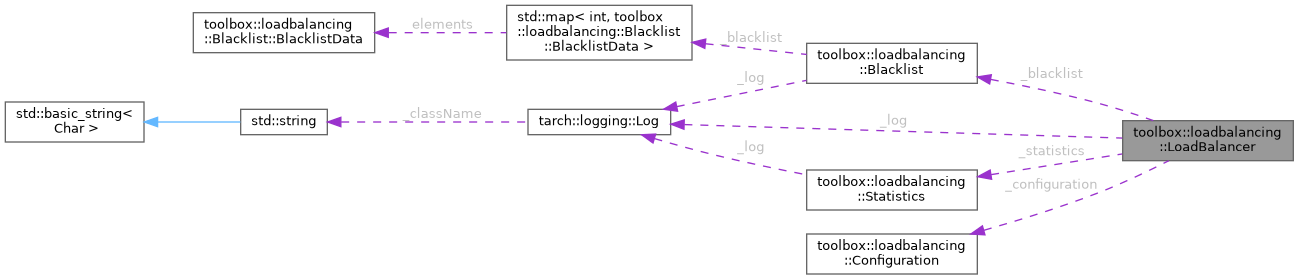 toolbox::loadbalancing
::Blacklist::BlacklistData
elements
std::map< int, toolbox
::loadbalancing::Blacklist
::BlacklistData >
_blacklist
toolbox::loadbalancing
::Blacklist
_blacklist
_log
std::basic_string<
Char >
std::string
_className
tarch::logging::Log
_log
toolbox::loadbalancing
::LoadBalancer
_log
_statistics
toolbox::loadbalancing
::Statistics
_configuration
toolbox::loadbalancing
::Configuration